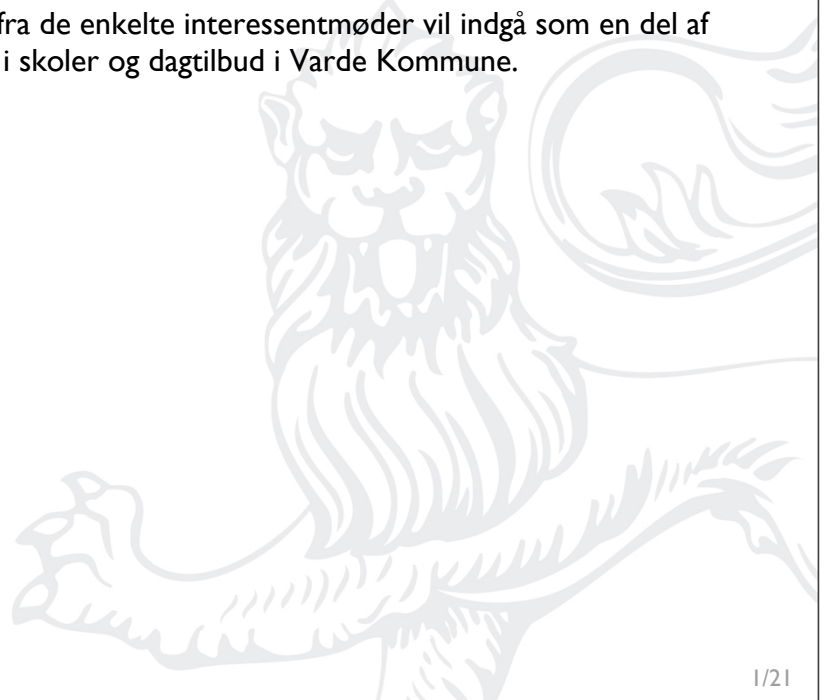 fra de enkelte interessentmøder vil indgå som en del af
i skoler og dagtilbud i Varde Kommune.
1/21